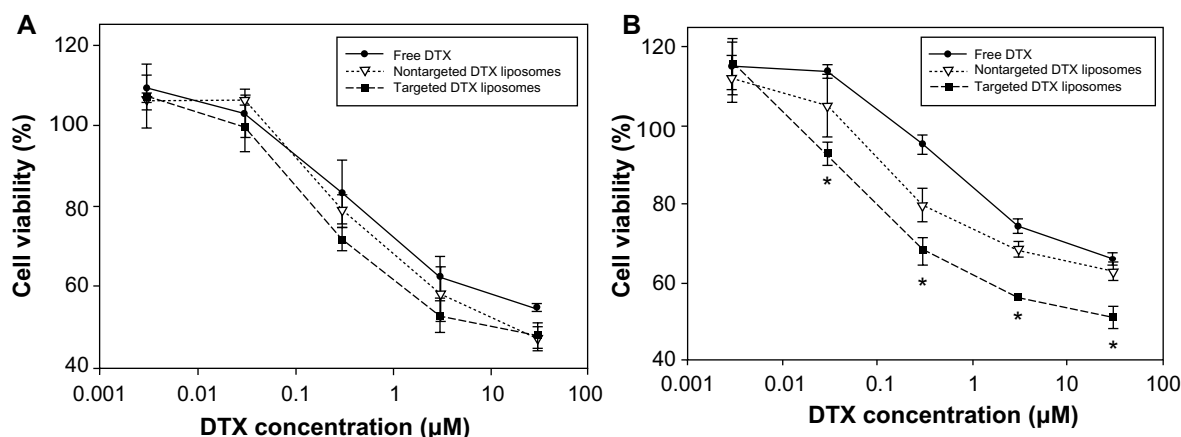 A
Cell viability (%)
120
100
80
60
40
Free DTX
Nontargeted DTX liposomes
Targeted DTX liposomes
0.001 0.01 0.1 1 10 100
DTX concentration (µM)
B
Cell viability (%)
120
100
80
60
40
Free DTX
Nontargeted DTX liposomes
Targeted DTX liposomes
*
*
*
*
0.001 0.01 0.1 1 10 100
DTX concentration (µM)